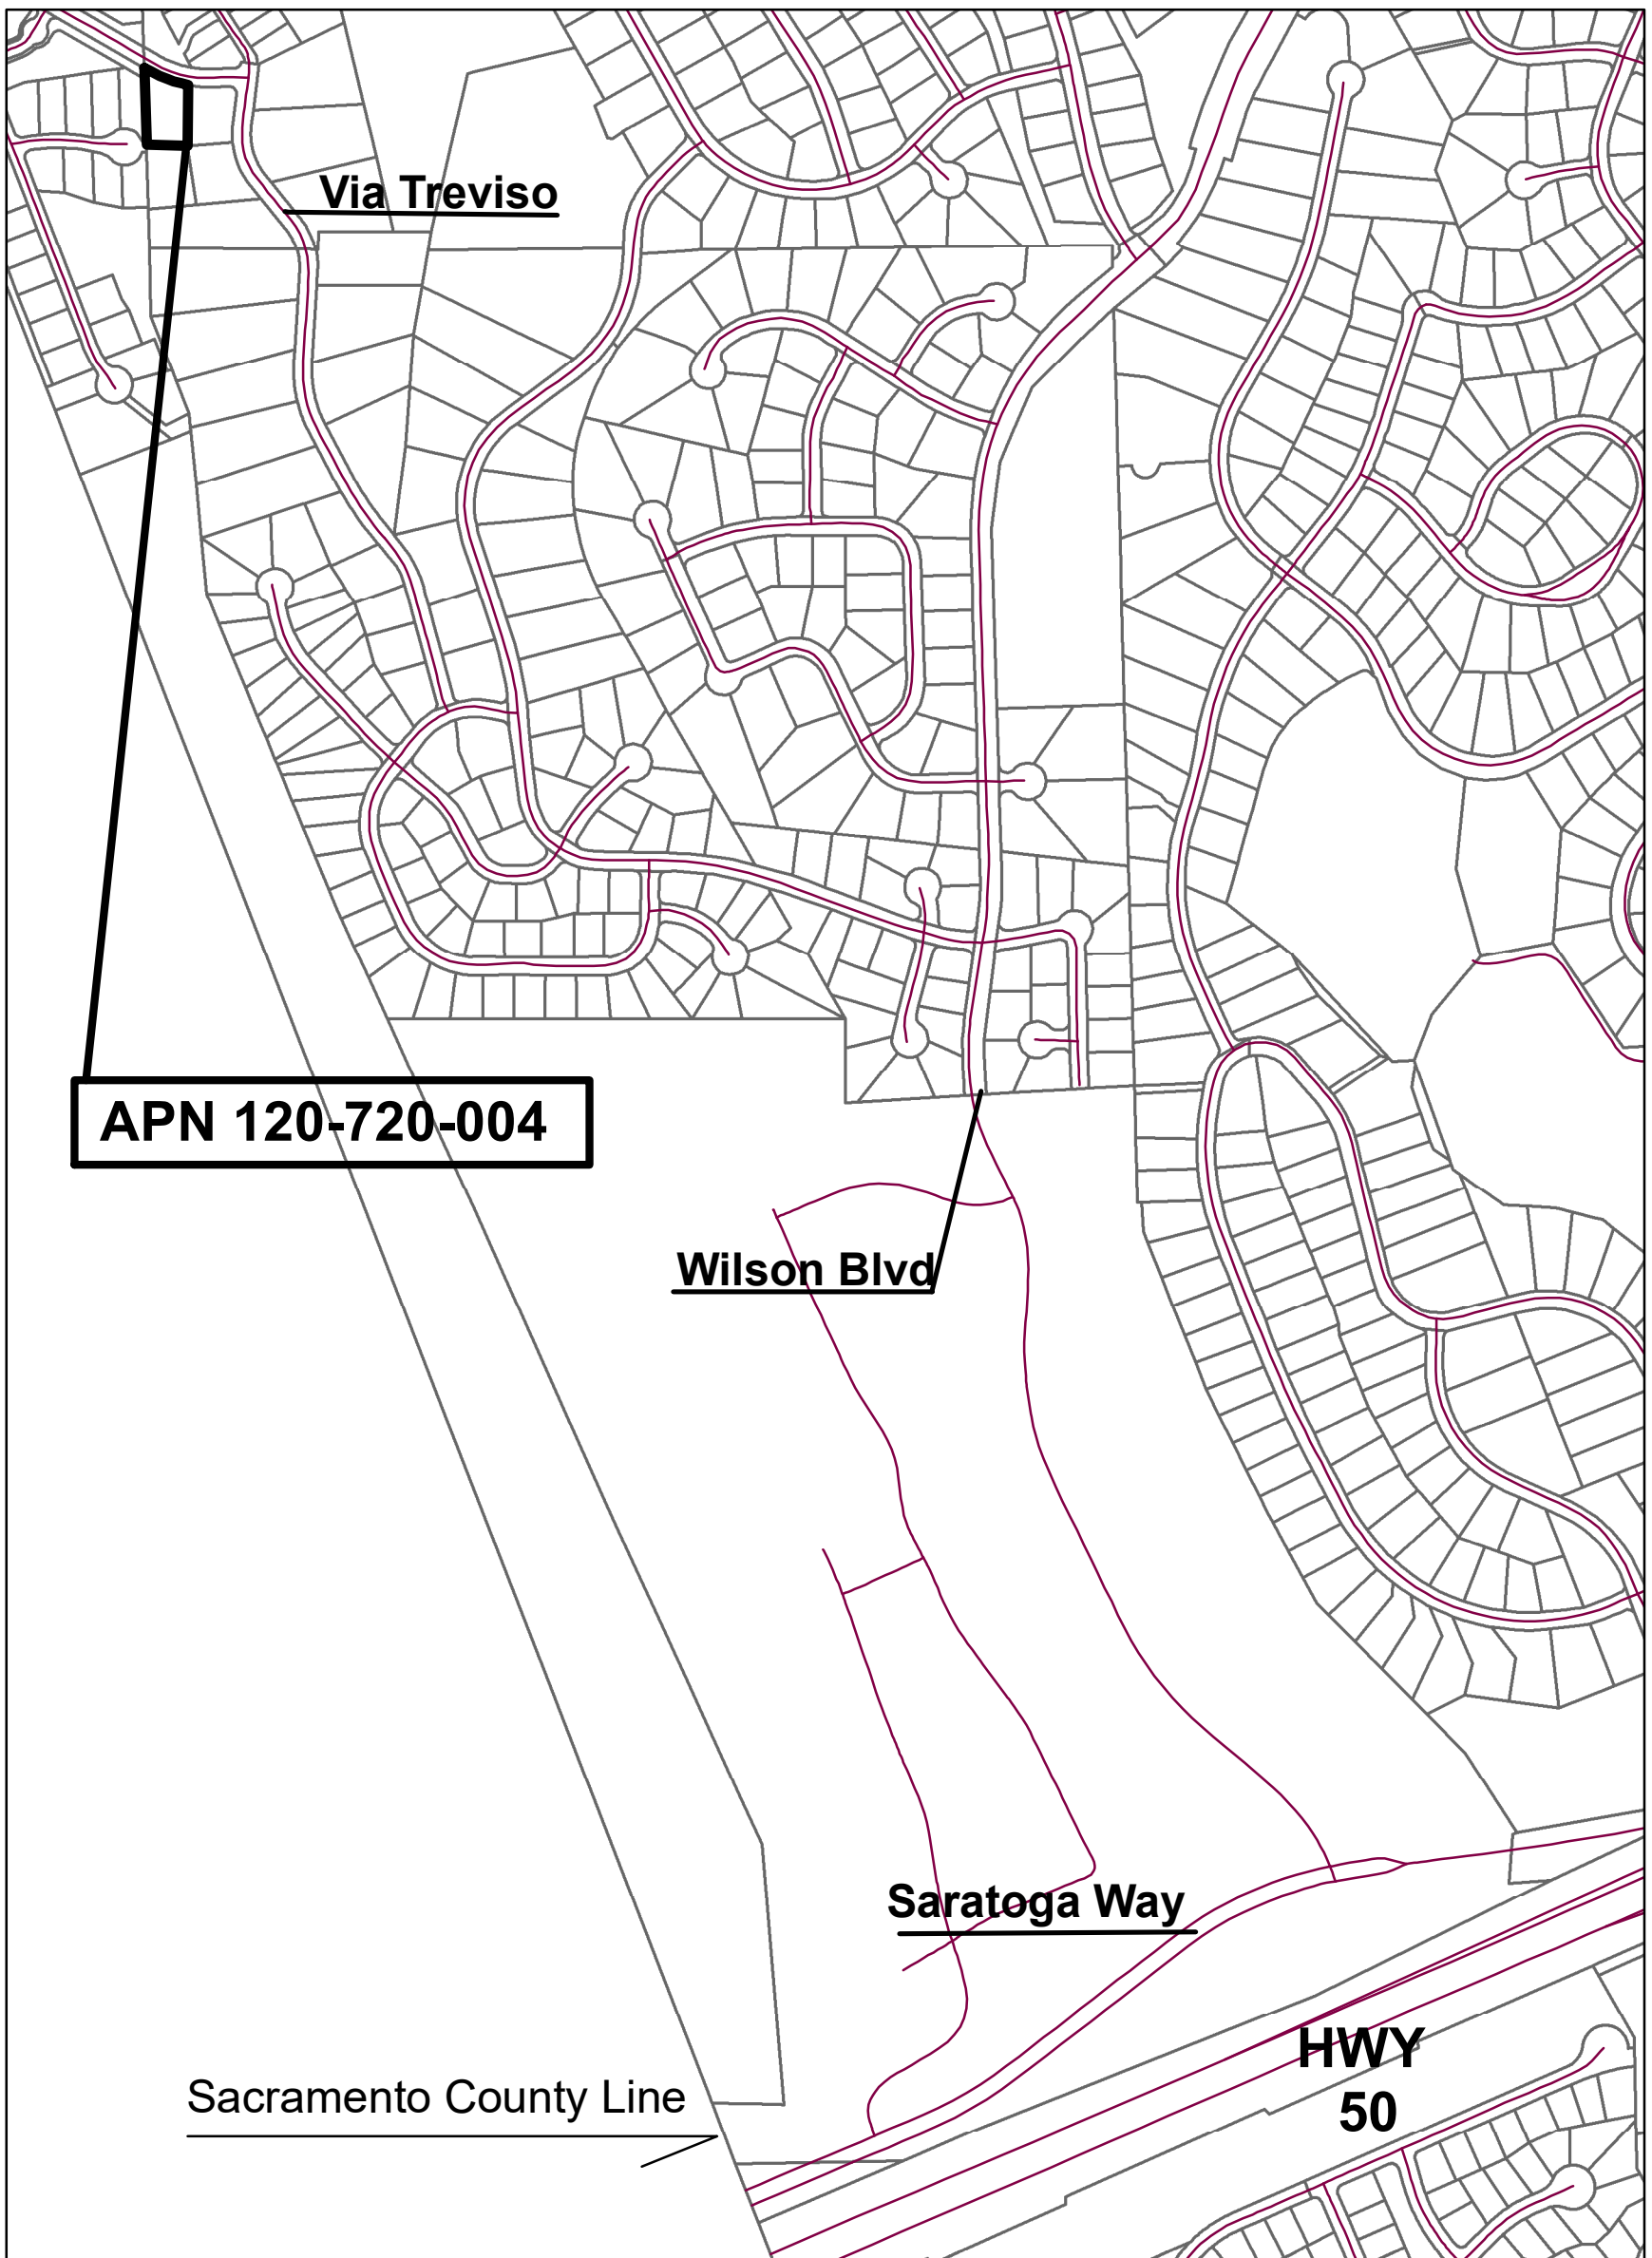 Via Treviso
APN 120-720-004
Wilson Blvd
Saratoga Way
HWY
50
Sacramento County Line